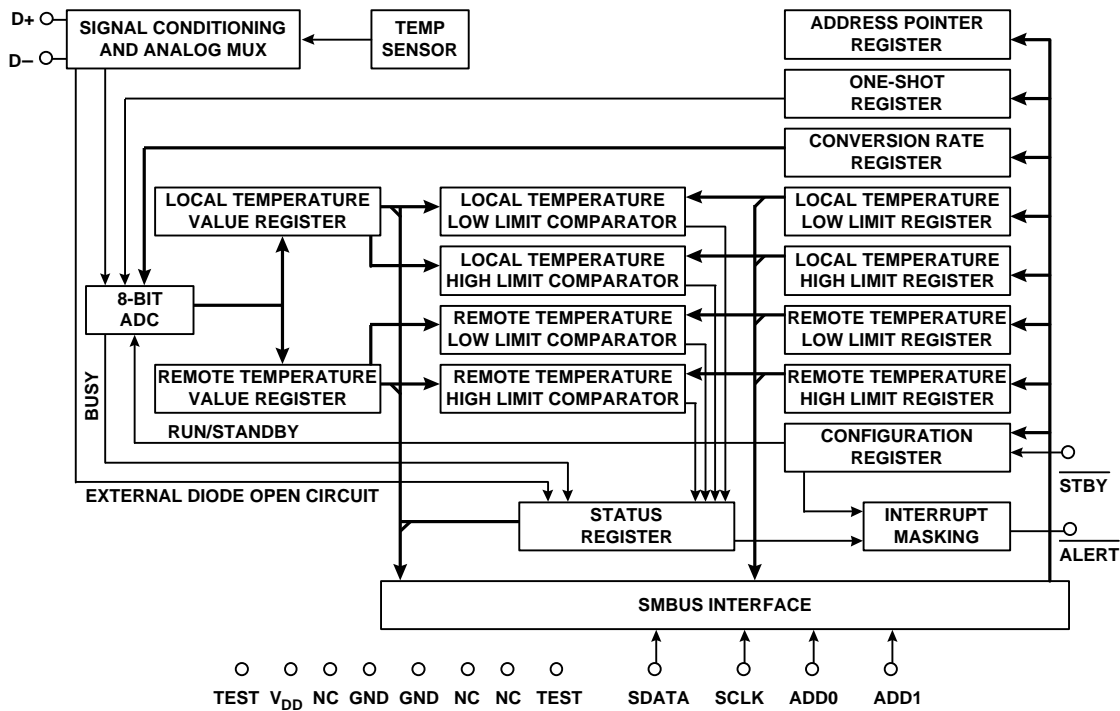 D+
D–
SIGNAL CONDITIONING
AND ANALOG MUX
TEMP
SENSOR
ADDRESS POINTER
REGISTER
ONE-SHOT
REGISTER
CONVERSION RATE
REGISTER
LOCAL TEMPERATURE
VALUE REGISTER
LOCAL TEMPERATURE
LOW LIMIT COMPARATOR
LOCAL TEMPERATURE
LOW LIMIT REGISTER
LOCAL TEMPERATURE
HIGH LIMIT COMPARATOR
LOCAL TEMPERATURE
HIGH LIMIT REGISTER
8-BIT
ADC
REMOTE TEMPERATURE
LOW LIMIT COMPARATOR
REMOTE TEMPERATURE
LOW LIMIT REGISTER
REMOTE TEMPERATURE
VALUE REGISTER
REMOTE TEMPERATURE
HIGH LIMIT COMPARATOR
REMOTE TEMPERATURE
HIGH LIMIT REGISTER
BUSY
RUN/STANDBY
CONFIGURATION
REGISTER
STBY
EXTERNAL DIODE OPEN CIRCUIT
STATUS
REGISTER
INTERRUPT
MASKING
ALERT
SMBUS INTERFACE
TEST VDD NC GND GND NC NC TEST SDATA SCLK ADD0 ADD1